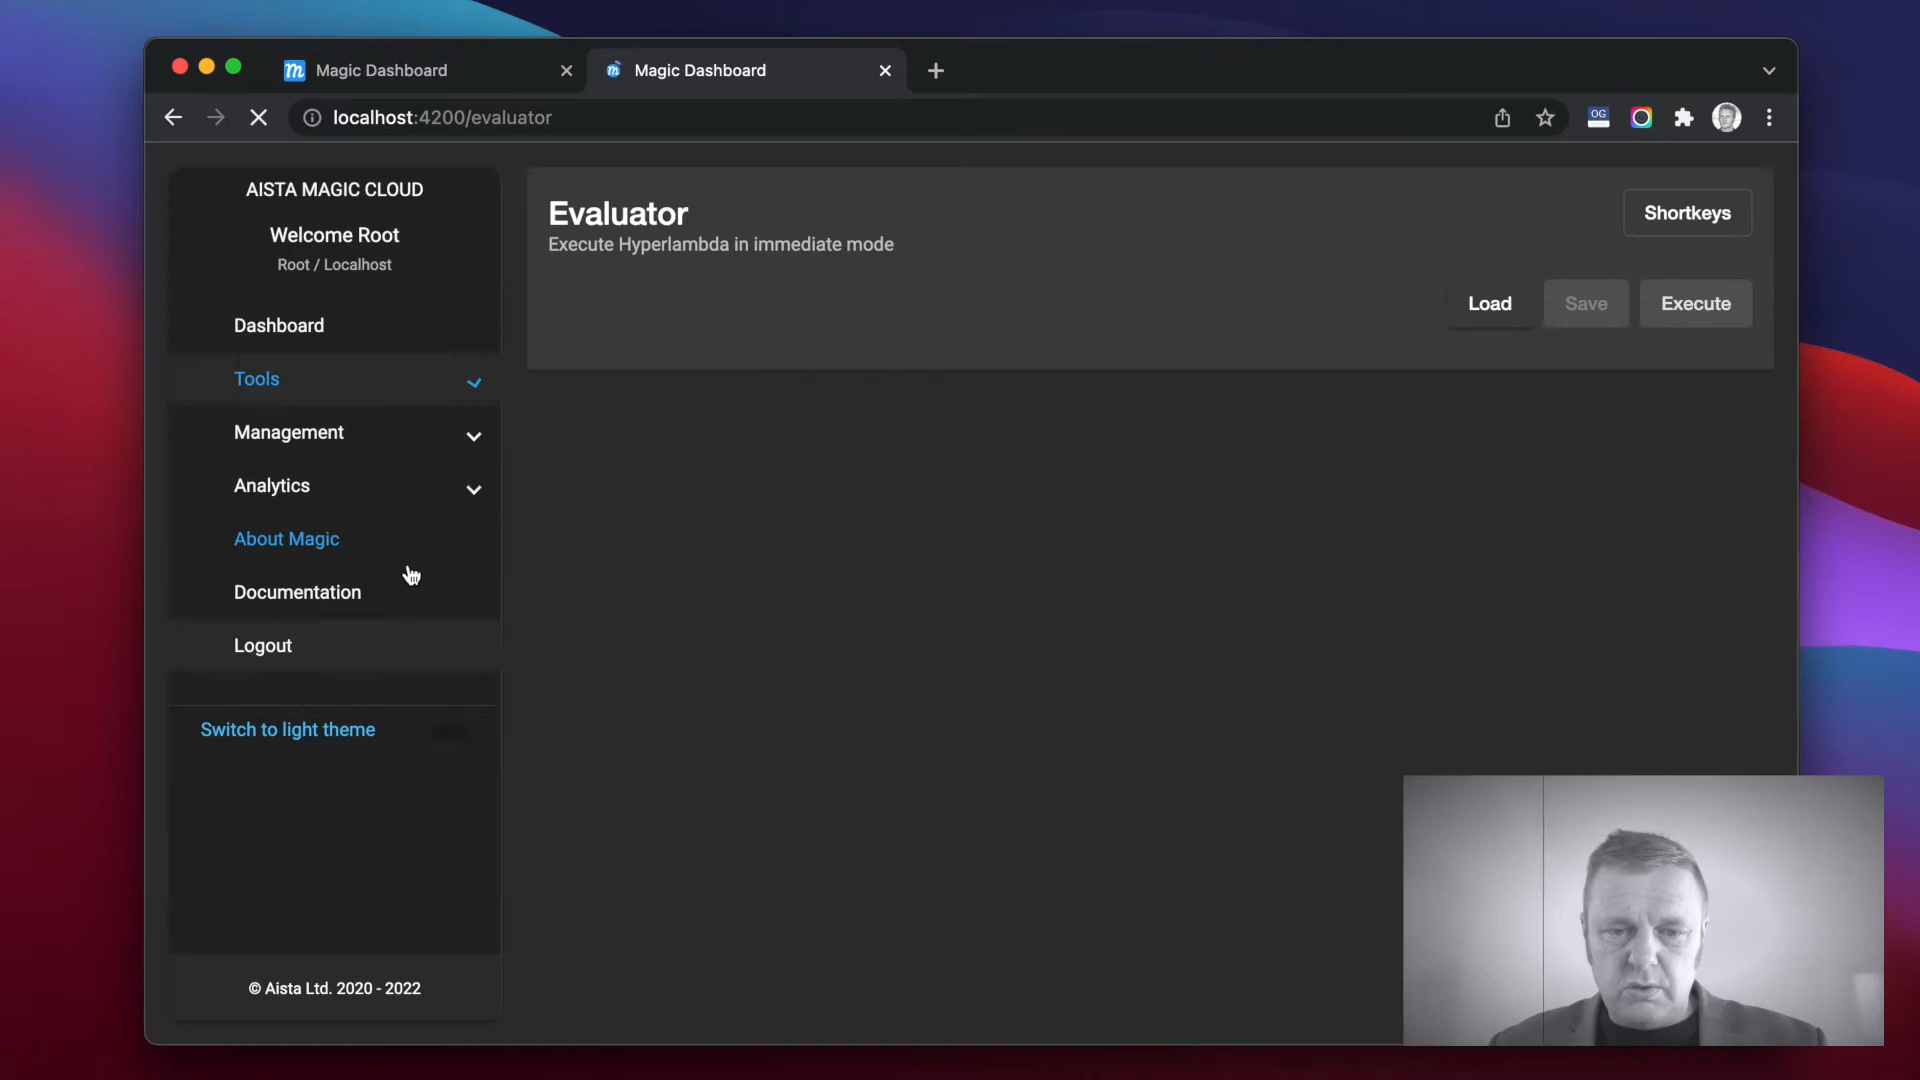 Magic Dashboard
Magic Dashboard
localhost:4200/evaluator
OG
AISTA MAGIC CLOUD
Welcome Root
Root / Localhost
Dashboard
Tools
Management
Analytics
About Magic
Documentation
Logout
Switch to light theme
© Aista Ltd. 2020 - 2022
Evaluator
Execute Hyperlambda in immediate mode
Shortkeys
Load
Save
Execute